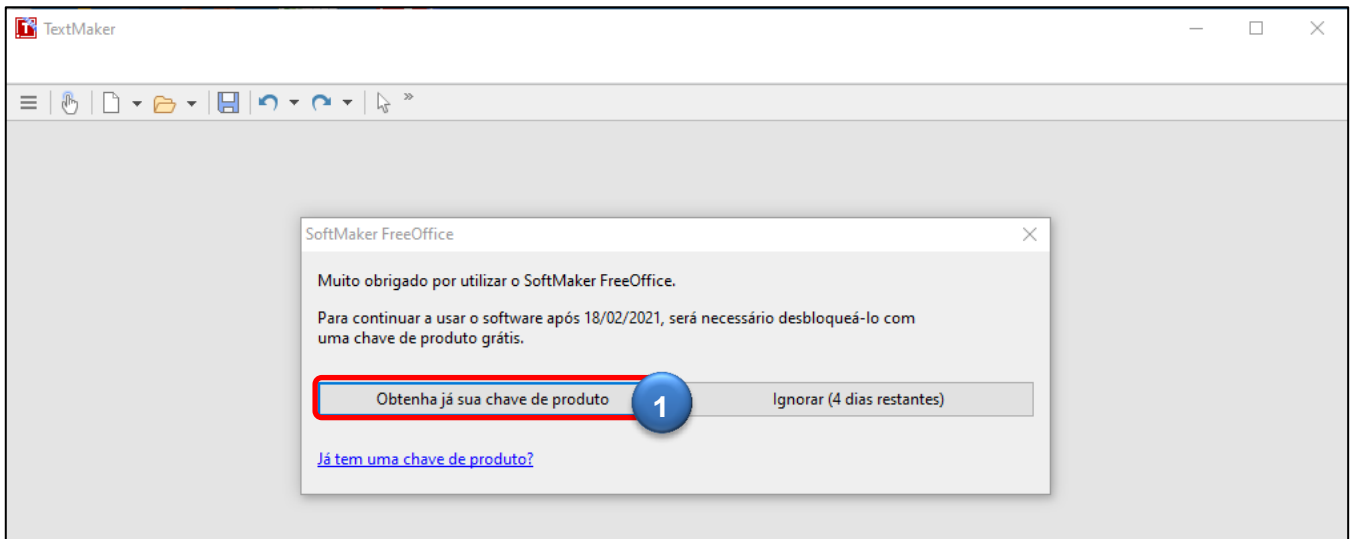 TextMaker
SoftMaker FreeOffice
Muito obrigado por utilizar o SoftMaker FreeOffice.
Para continuar a usar o software após 18/02/2021, será necessário desbloqueá-lo com
uma chave de produto grátis.
Obtenha já sua chave de produto 1 Ignorar (4 dias restantes)
Já tem uma chave de produto?